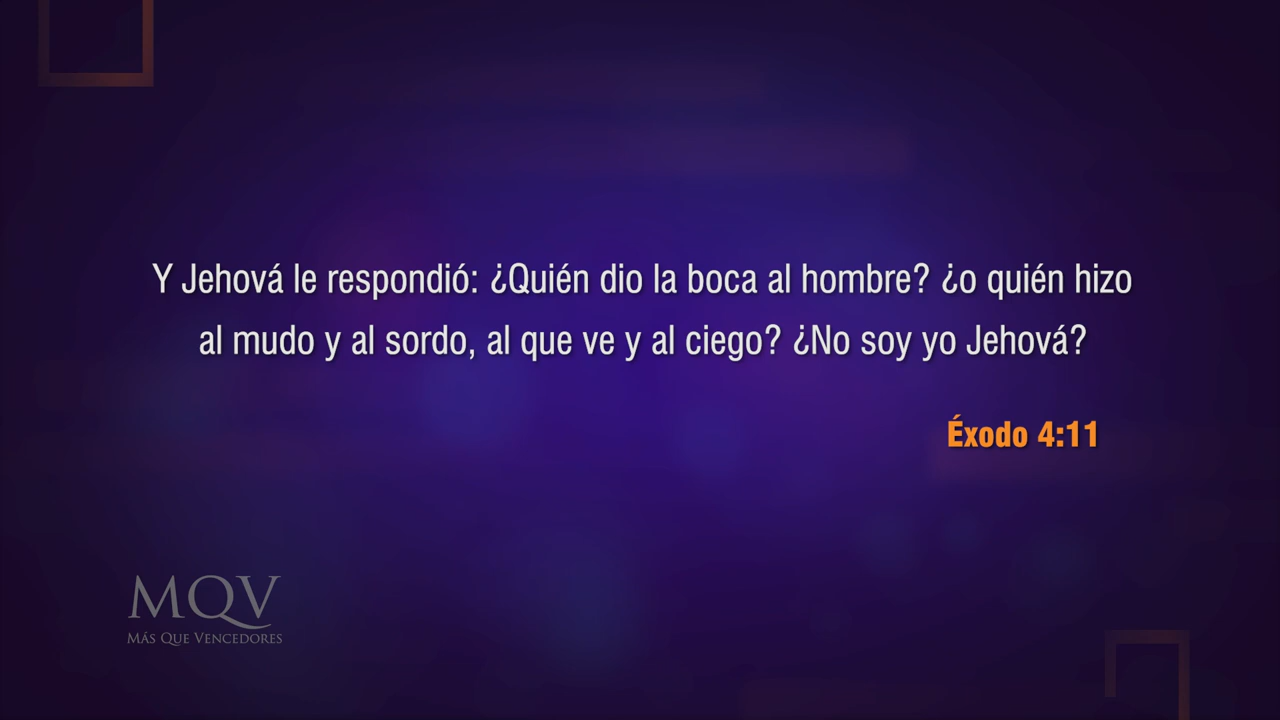 Y Jehová le respondió: ¿Quién dio la boca al hombre? ¿o quién hizo
al mudo y al sordo, al que ve y al ciego? ¿No soy yo Jehová?
Éxodo 4:11
MQV
MÁS QUE VENCEDORES